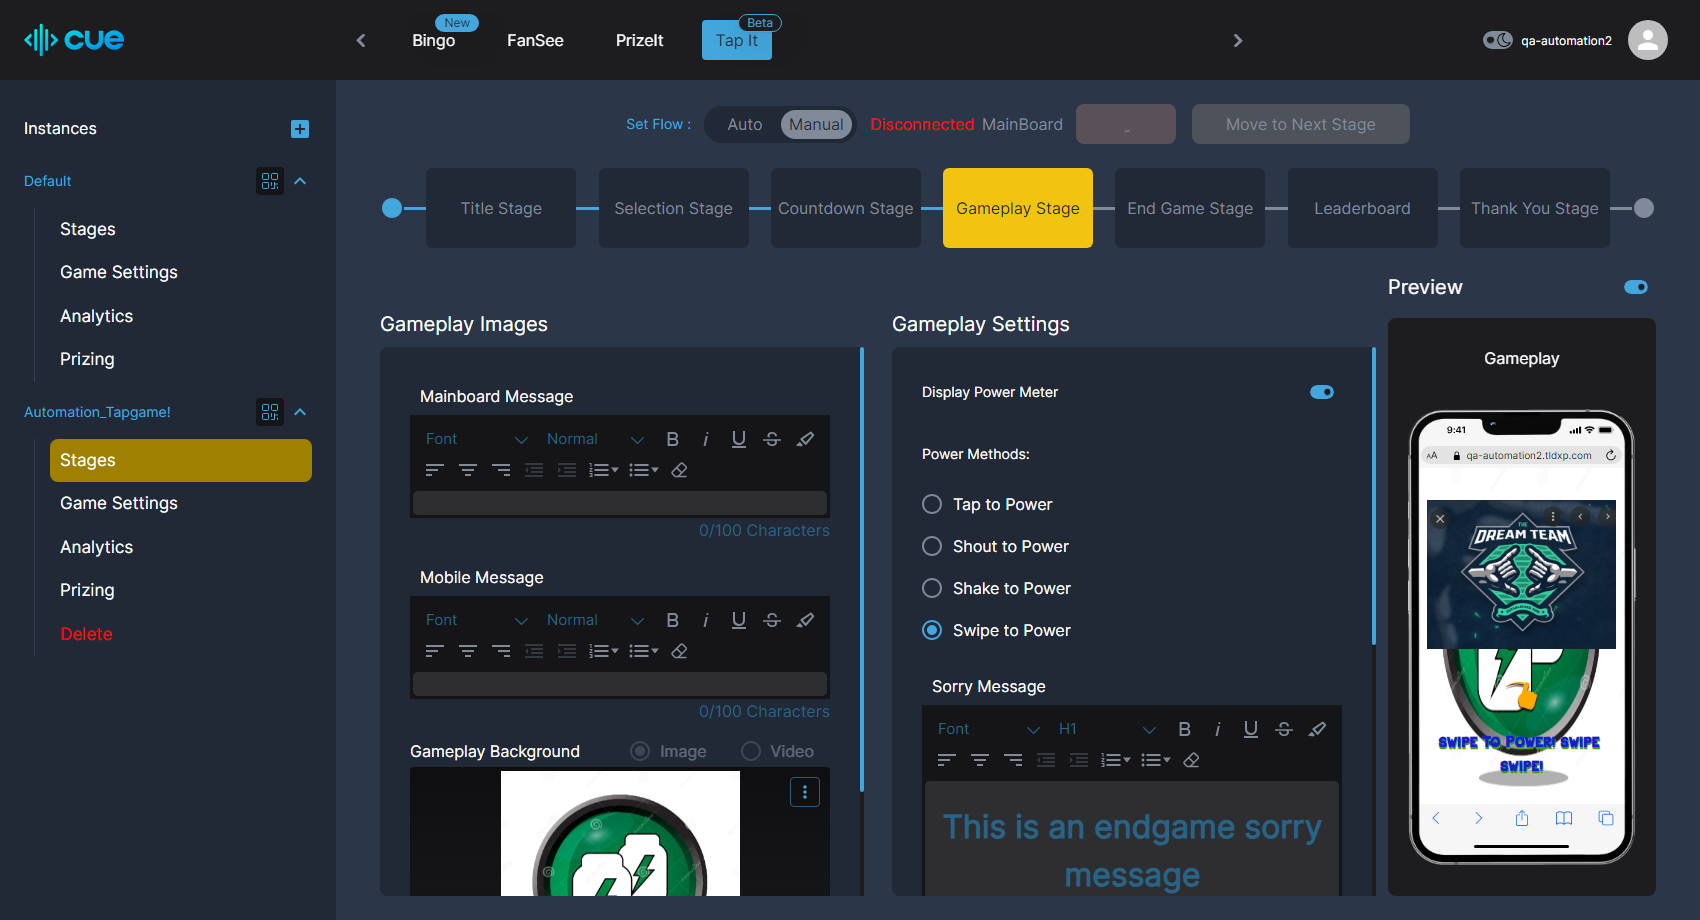 cue
New
Bingo
FanSee
PrizeIt
Beta
Tap It
qa-automation2
Instances
Set Flow :
Auto
Manual
Disconnected MainBoard
-
Move to Next Stage
Default
Stages
Game Settings
Analytics
Prizing
Automation_Tapgame!
Stages
Game Settings
Analytics
Prizing
Delete
Title Stage
Selection Stage
Countdown Stage
Gameplay Stage
End Game Stage
Leaderboard
Thank You Stage
Gameplay Images
Mainboard Message
Font
Normal
B i U S
0/100 Characters
Mobile Message
Font
Normal
B i U S
0/100 Characters
Gameplay Background
Image
Video
Gameplay Settings
Display Power Meter
Power Methods:
Tap to Power
Shout to Power
Shake to Power
Swipe to Power
Sorry Message
Font
H1
B i U S
This is an endgame sorry
message
Preview
Gameplay
9:41
AA
qa-automation2.tldxp.com
THE
DREAM TEAM
SWIPE TO POWER! SWIPE
SWIPE!